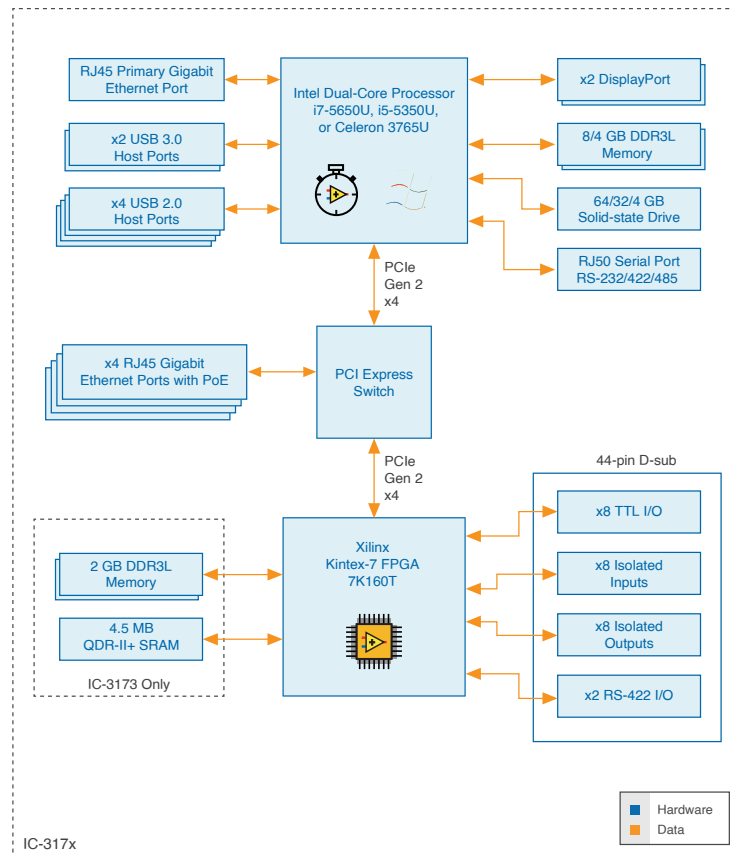 RJ45 Primary Gigabit
Ethernet Port
x2 USB 3.0
Host Ports
x4 USB 2.0
Host Ports
Intel Dual-Core Processor
i7-5650U, i5-5350U,
or Celeron 3765U
x2 DisplayPort
8/4 GB DDR3L
Memory
64/32/4 GB
Solid-state Drive
RJ50 Serial Port
RS-232/422/485
PCIe
Gen 2
x4
x4 RJ45 Gigabit
Ethernet Ports with PoE
PCI Express
Switch
PCIe
Gen 2
x4
44-pin D-sub
2 GB DDR3L
Memory
4.5 MB
QDR-II+ SRAM
IC-3173 Only
Xilinx
Kintex-7 FPGA
7K160T
x8 TTL I/O
x8 Isolated
Inputs
x8 Isolated
Outputs
x2 RS-422 I/O
Hardware
Data
IC-317x